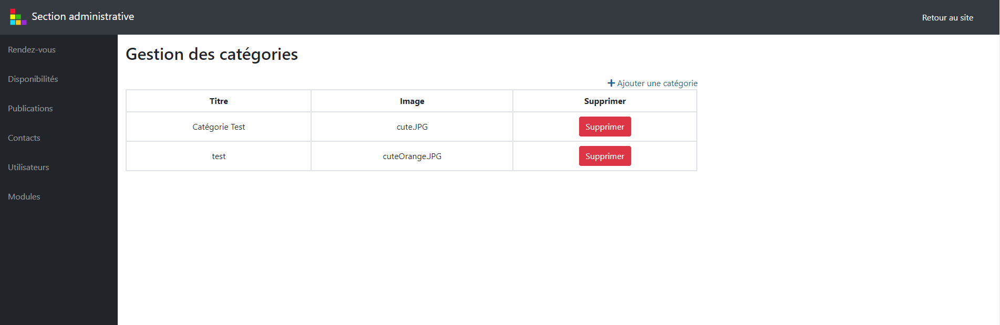 Section administrative
Retour au site
Rendez-vous
Disponibilités
Publications
Contacts
Utilisateurs
Modules
Gestion des catégories
Ajouter une catégorie
Titre Image Supprimer
Catégorie Test cute.JPG Supprimer
test cuteOrange.JPG Supprimer